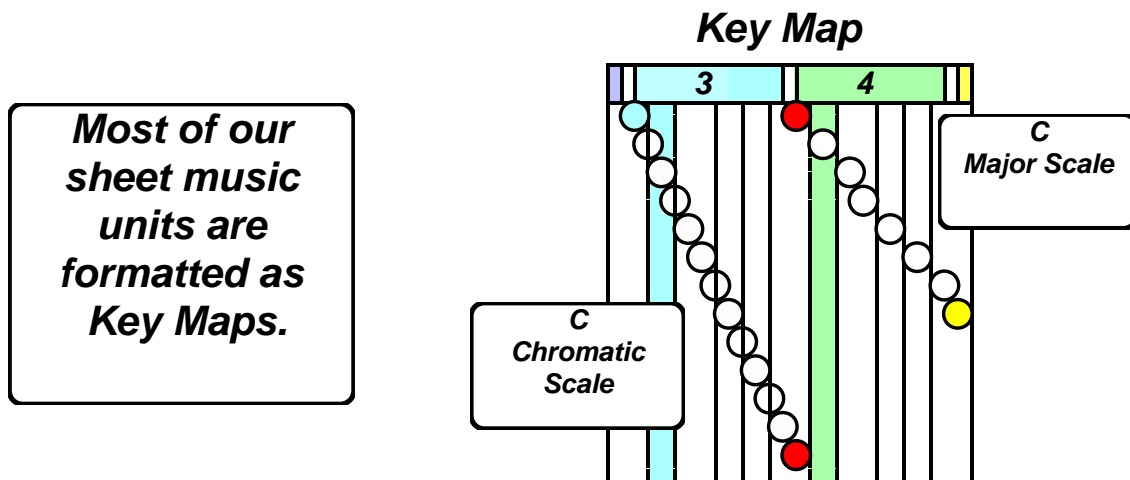 Key Map
3 4
Most of our
sheet music
units are
formatted as
Key Maps.
C
Major Scale
C
Chromatic
Scale